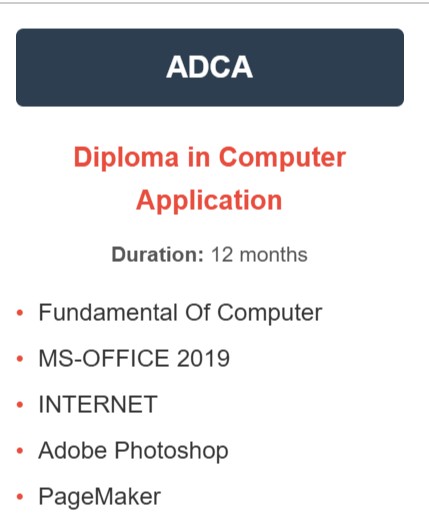 ADCA
Diploma in Computer
Application
Duration: 12 months
• Fundamental Of Computer
• MS-OFFICE 2019
• INTERNET
• Adobe Photoshop
• PageMaker